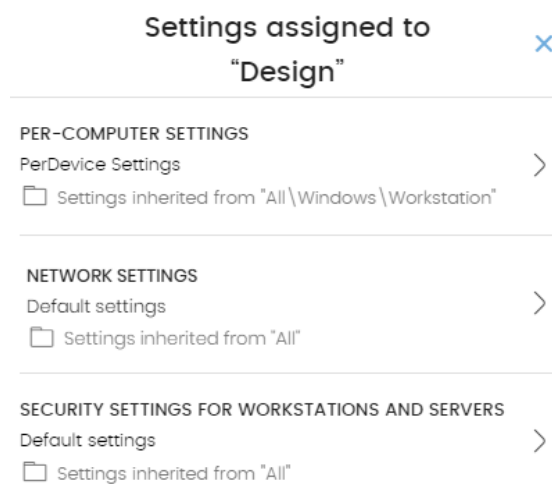 Settings assigned to
“Design”
PER-COMPUTER SETTINGS
PerDevice Settings
Settings inherited from "All\Windows\Workstation"
NETWORK SETTINGS
Default settings
Settings inherited from "All"
SECURITY SETTINGS FOR WORKSTATIONS AND SERVERS
Default settings
Settings inherited from "All"